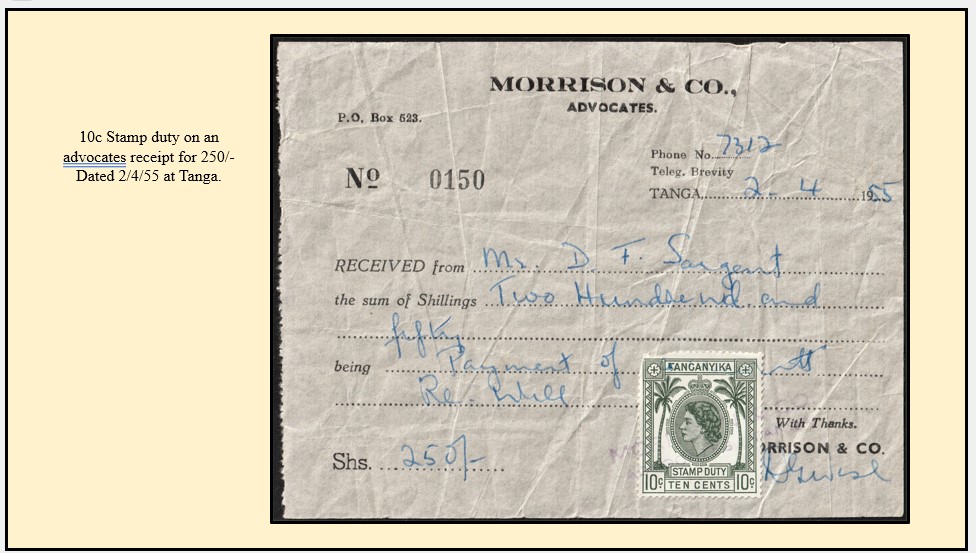 10c Stamp duty on an
advocates receipt for 250/-
Dated 2/4/55 at Tanga.
MORRISON & CO.,
ADVOCATES.
P.O. Box 623.
Phone No. 7312
Teleg. Brevity
Nº 0150
TANGA, 2 - 4 1955
RECEIVED from Mr. D. F. Sargent
the sum of Shillings Two Hundred and
fifty
being Payment of
Re. Will
TANGANYIKA
STAMP DUTY
10c TEN CENTS 10c
With Thanks.
ORRISON & CO.
Shs. 250/-